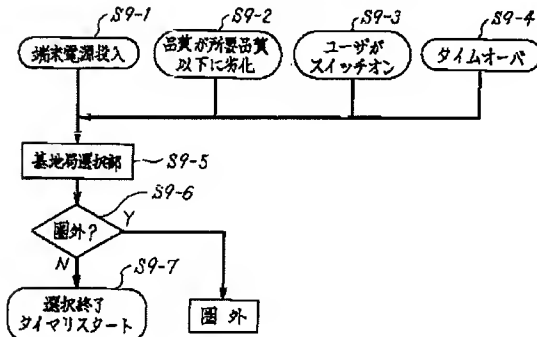 S9-1
S9-2
S9-3
S9-4
端末電源投入
品質が所要品質
以下に劣化
ユーザが
スイッチオン
タイムオーバ
基地局選択部
S9-5
S9-6
圏外?
Y
N
S9-7
選択終了
タイマリスタート
圏外